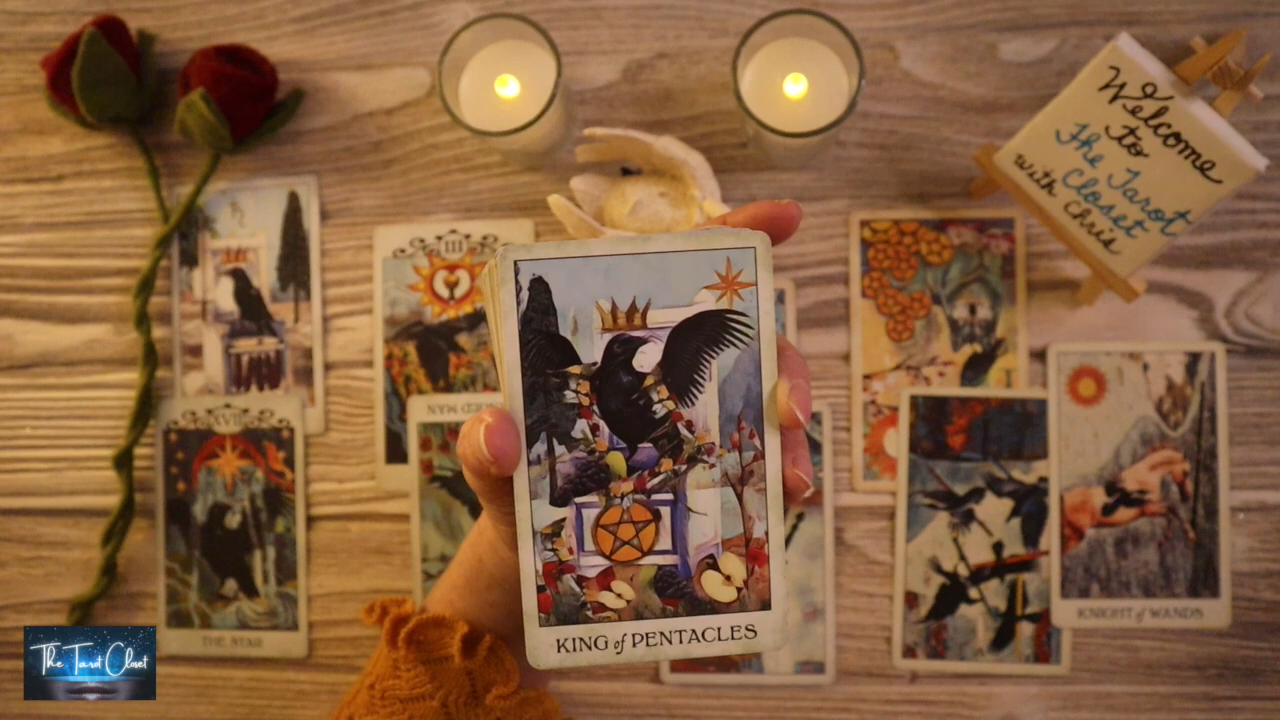 Welcome
to
The Tarot
Closet
with Chris
III
XVII
MAN
THE STAR
KING of PENTACLES
KNIGHT of WANDS
The Tarot Closet